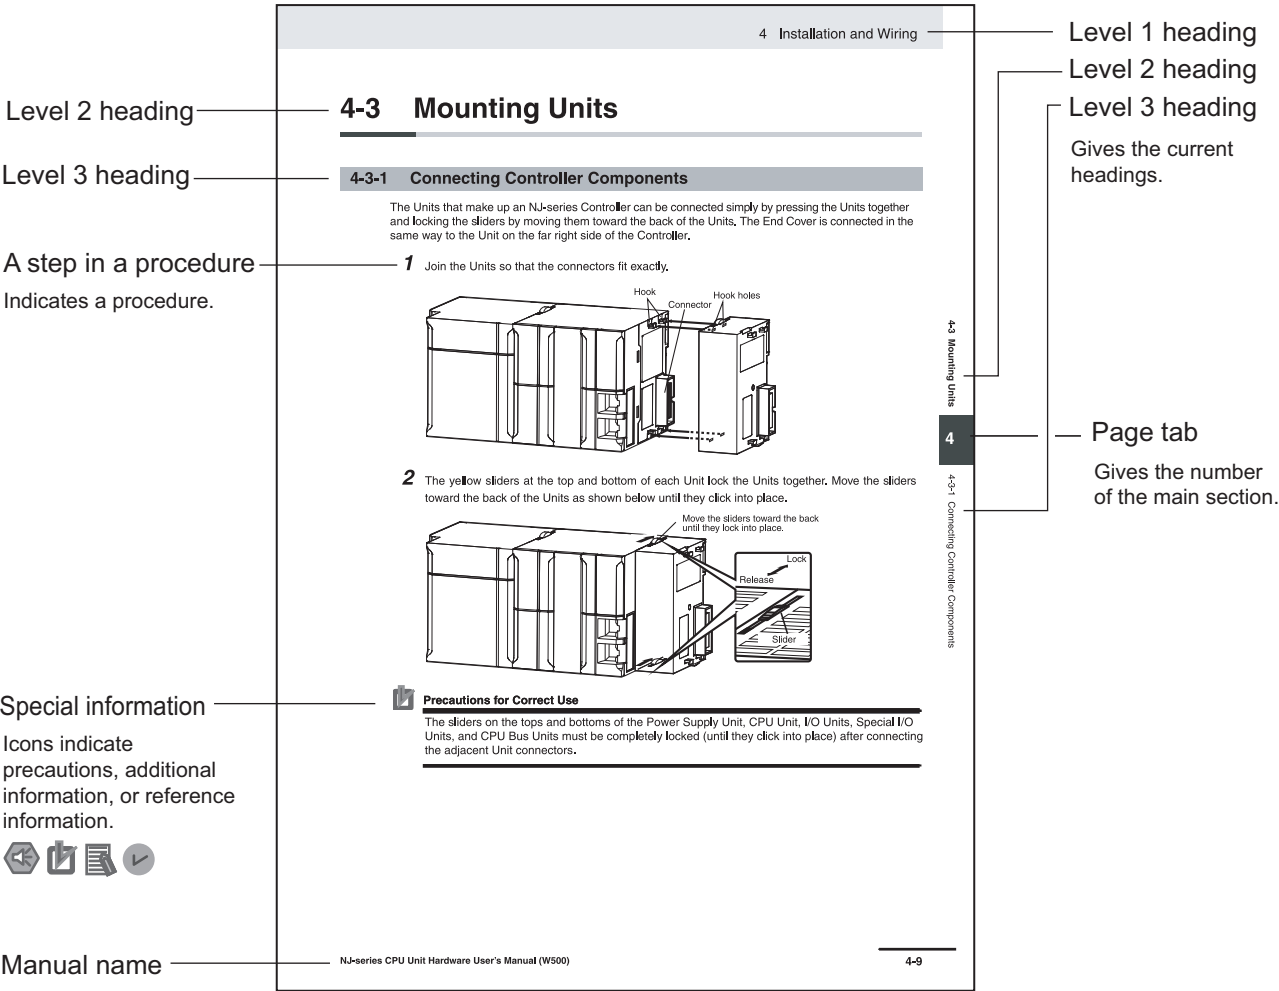 4 Installation and Wiring
Level 1 heading
Level 2 heading
Level 3 heading
Gives the current
headings.
Level 2 heading
4-3 Mounting Units
Level 3 heading
4-3-1 Connecting Controller Components
The Units that make up an NJ-series Controller can be connected simply by pressing the Units together
and locking the sliders by moving them toward the back of the Units. The End Cover is connected in the
same way to the Unit on the far right side of the Controller.
A step in a procedure
Indicates a procedure.
1 Join the Units so that the connectors fit exactly.
Hook
Connector
Hook holes
4-3 Mounting Units
4
4-3-1 Connecting Controller Components
Page tab
Gives the number
of the main section.
2 The yellow sliders at the top and bottom of each Unit lock the Units together. Move the sliders
toward the back of the Units as shown below until they click into place.
Move the sliders toward the back
until they lock into place.
Lock
Release
Slider
Special information
Icons indicate
precautions, additional
information, or reference
information.
Precautions for Correct Use
The sliders on the tops and bottoms of the Power Supply Unit, CPU Unit, I/O Units, Special I/O
Units, and CPU Bus Units must be completely locked (until they click into place) after connecting
the adjacent Unit connectors.
Manual name
NJ-series CPU Unit Hardware User's Manual (W500)
4-9